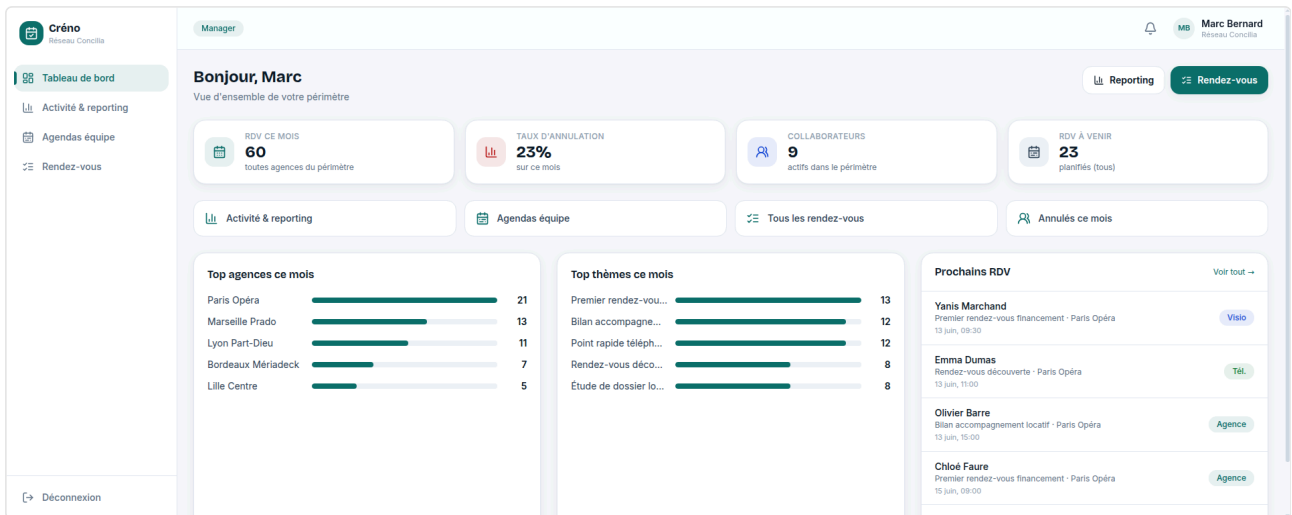 Créno
Réseau Concilia
Tableau de bord
Activité & reporting
Agendas équipe
Rendez-vous
Déconnexion
Manager
MB
Marc Bernard
Réseau Concilia
Bonjour, Marc
Vue d'ensemble de votre périmètre
Reporting
Rendez-vous
RDV CE MOIS
60
toutes agences du périmètre
TAUX D'ANNULATION
23%
sur ce mois
COLLABORATEURS
9
actifs dans le périmètre
RDV À VENIR
23
planifiés (tous)
Activité & reporting
Agendas équipe
Tous les rendez-vous
Annulés ce mois
Top agences ce mois
Paris Opéra 21
Marseille Prado 13
Lyon Part-Dieu 11
Bordeaux Mériadeck 7
Lille Centre 5
Top thèmes ce mois
Premier rendez-vou... 13
Bilan accompagne... 12
Point rapide téléph... 12
Rendez-vous déco... 8
Étude de dossier lo... 8
Prochains RDV
Voir tout →
Yanis Marchand
Premier rendez-vous financement · Paris Opéra
13 juin, 09:30
Visio
Emma Dumas
Rendez-vous découverte · Paris Opéra
13 juin, 11:00
Tél.
Olivier Barre
Bilan accompagnement locatif · Paris Opéra
13 juin, 15:00
Agence
Chloé Faure
Premier rendez-vous financement · Paris Opéra
15 juin, 09:00
Agence